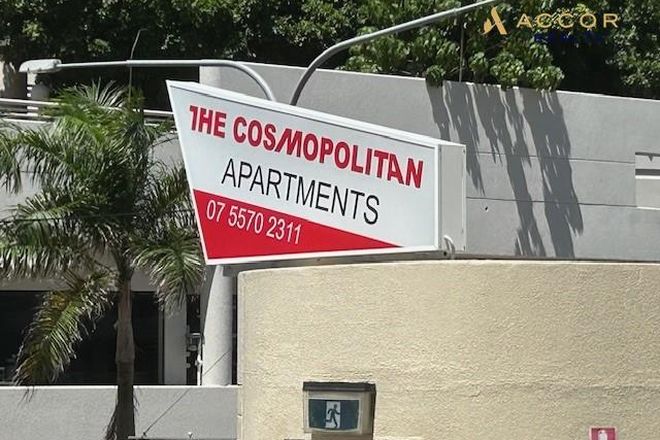 ACCOR
THE COSMOPOLITAN
APARTMENTS
07 5570 2311